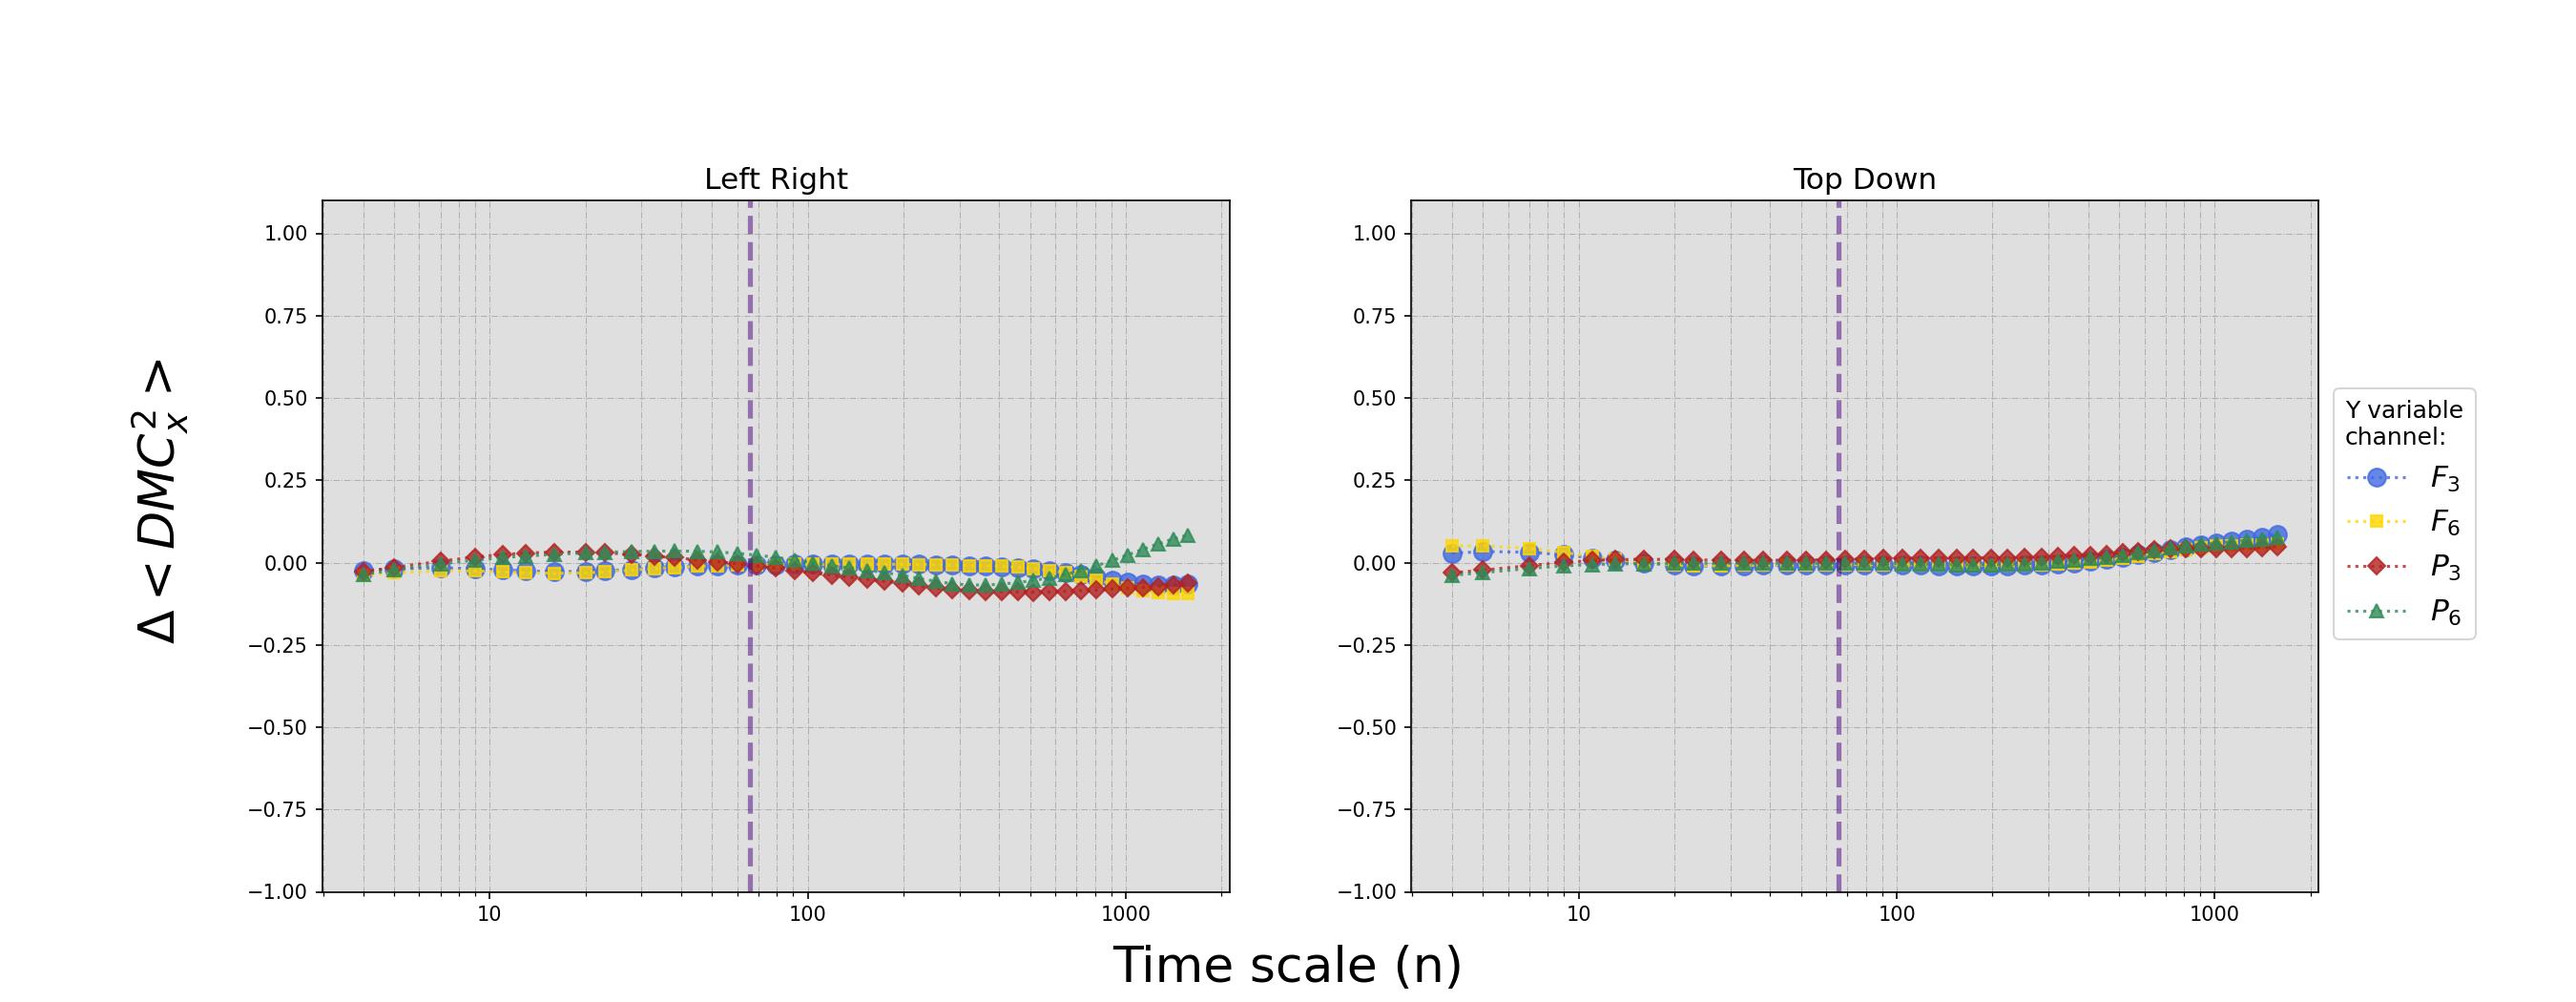 Left Right
Top Down
Δ < DMC²ₓ >
1.00
0.75
0.50
0.25
0.00
−0.25
−0.50
−0.75
−1.00
10 100 1000
1.00
0.75
0.50
0.25
0.00
−0.25
−0.50
−0.75
−1.00
10 100 1000
Y variable
channel:
F₃
F₆
P₃
P₆
Time scale (n)